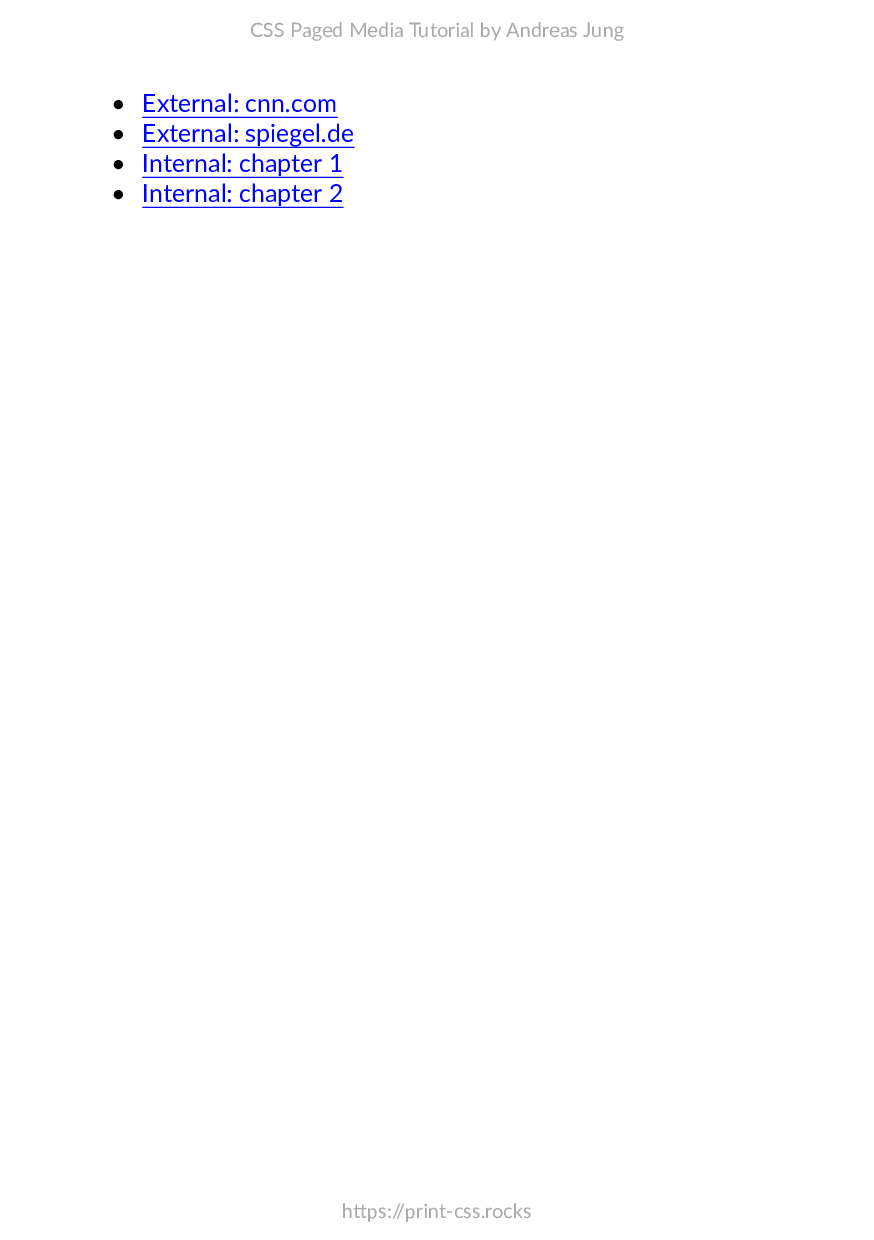 CSS Paged Media Tutorial by Andreas Jung
• External: cnn.com
• External: spiegel.de
• Internal: chapter 1
• Internal: chapter 2
https://print-css.rocks